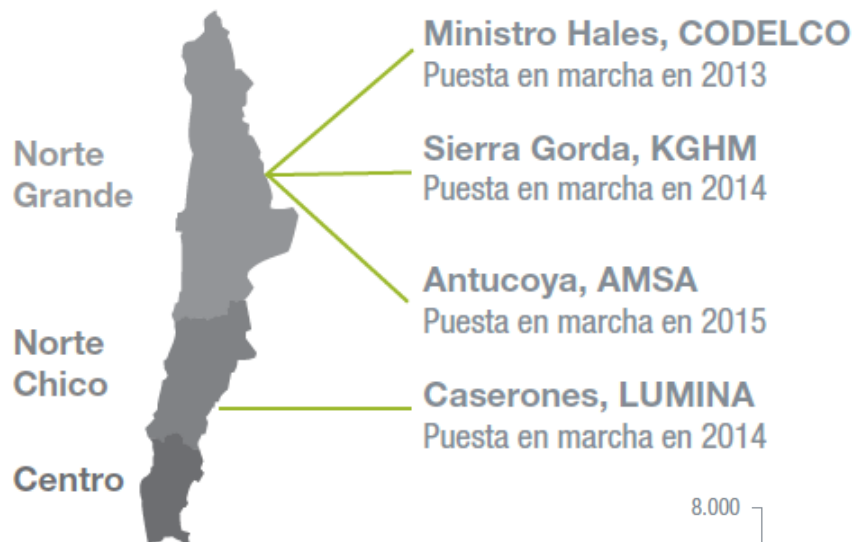 Ministro Hales, CODELCO
Puesta en marcha en 2013
Norte
Grande
Sierra Gorda, KGHM
Puesta en marcha en 2014
Antucoya, AMSA
Puesta en marcha en 2015
Norte
Chico
Caserones, LUMINA
Puesta en marcha en 2014
Centro
8.000